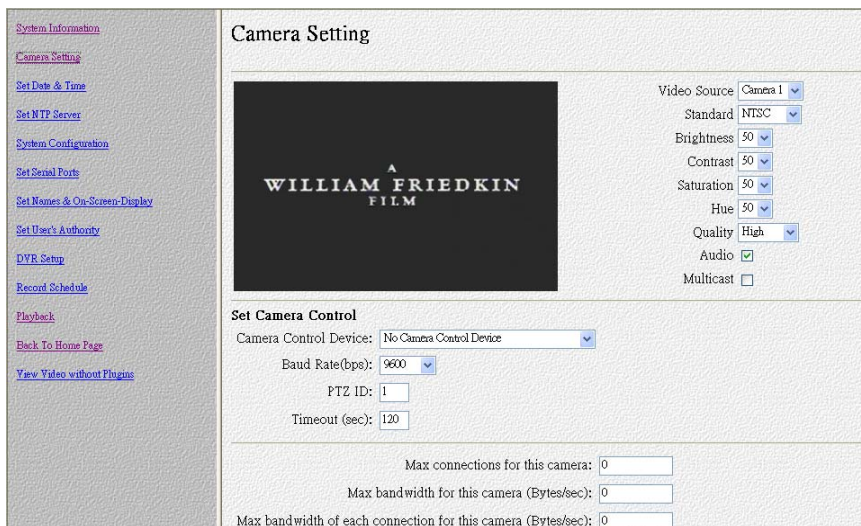 System Information
Camera Setting
Set Date & Time
Set NTP Server
System Configuration
Set Serial Ports
Set Names & On-Screen-Display
Set User's Authority
DVR Setup
Record Schedule
Playback
Back To Home Page
View Video without Plugins
Camera Setting
A
WILLIAM FRIEDKIN
FILM
Video Source Camera 1
Standard NTSC
Brightness 50
Contrast 50
Saturation 50
Hue 50
Quality High
Audio
Multicast
Set Camera Control
Camera Control Device: No Camera Control Device
Baud Rate(bps): 9600
PTZ ID: 1
Timeout (sec): 120
Max connections for this camera: 0
Max bandwidth for this camera (Bytes/sec): 0
Max bandwidth of each connection for this camera (Bytes/sec): 0